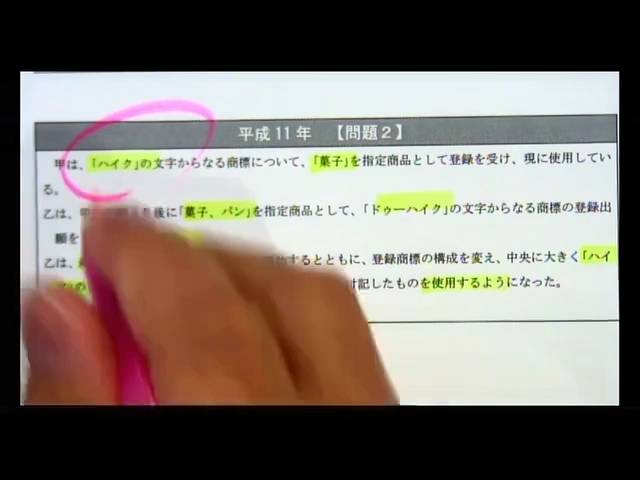 平成11年 【問題2】
甲は、「ハイク」の文字からなる商標について、「菓子」を指定商品として登録を受け、現に使用してい
る。
乙は、 後に「菓子、パン」を指定商品として、「ドゥーハイク」の文字からなる商標の登録出
願を
乙は、 するとともに、登録商標の構成を変え、中央に大きく「ハイ
の 記したものを使用するようになった。